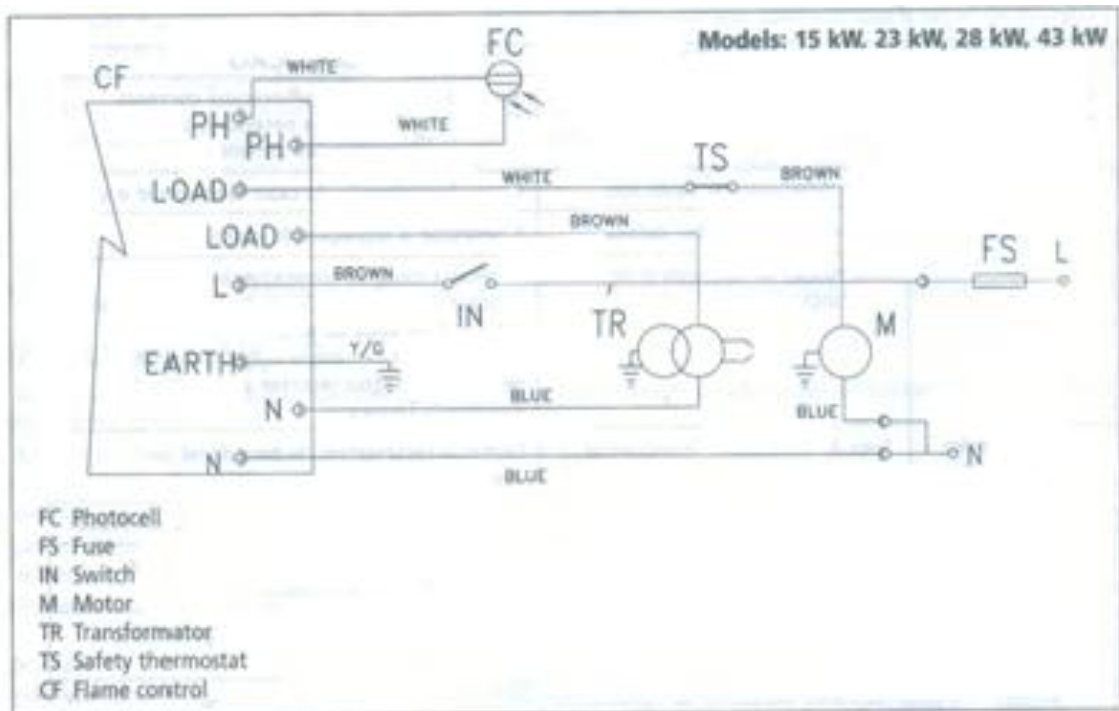 Models: 15 kW. 23 kW, 28 kW, 43 kW
FC
CF
WHITE
PH
WHITE
PH
TS
LOAD
WHITE
BROWN
LOAD
BROWN
FS
L
L
BROWN
IN
TR
M
EARTH
Y/G
N
BLUE
BLUE
N
BLUE
N
FC Photocell
FS Fuse
IN Switch
M Motor
TR Transformator
TS Safety thermostat
CF Flame control